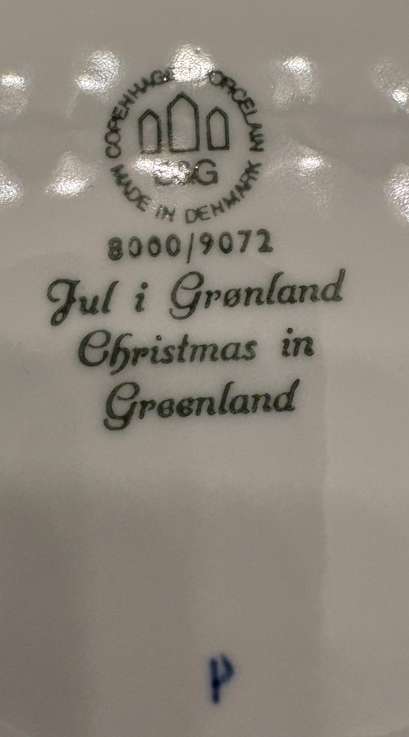 COPENHAGEN PORCELAIN
B&G
MADE IN DENMARK
8000/9072
Jul i Grønland
Christmas in
Greenland